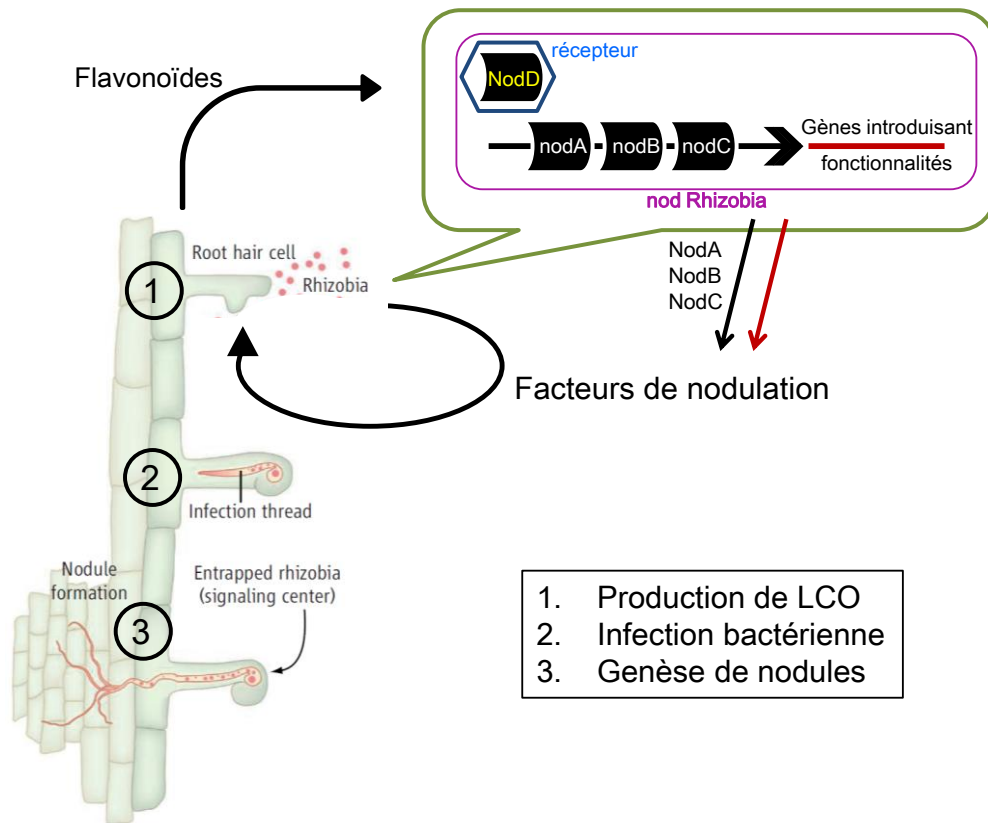 Flavonoïdes
récepteur
NodD
nodA
nodB
nodC
Gènes introduisant
fonctionnalités
nod Rhizobia
Root hair cell
Rhizobia
1
NodA
NodB
NodC
Facteurs de nodulation
2
Infection thread
Nodule
formation
Entrapped rhizobia
(signaling center)
3
1. Production de LCO
2. Infection bactérienne
3. Genèse de nodules